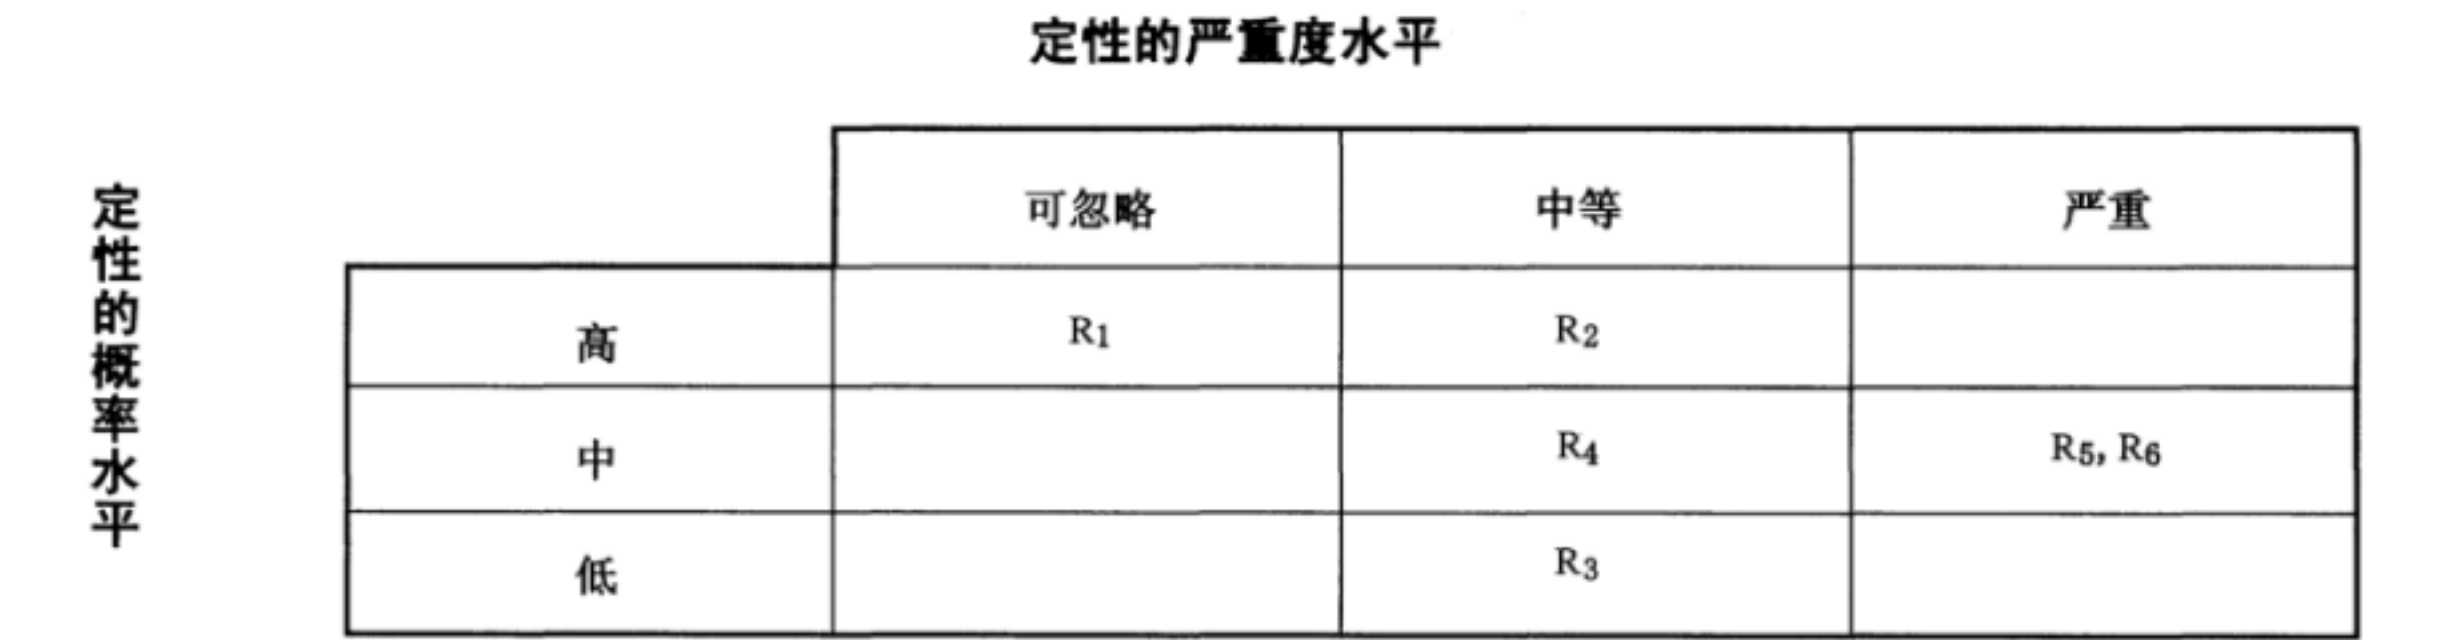 定性的严重度水平
定性的概率水平
可忽略 中等 严重
高 R1 R2
中 R4 R5, R6
低 R3